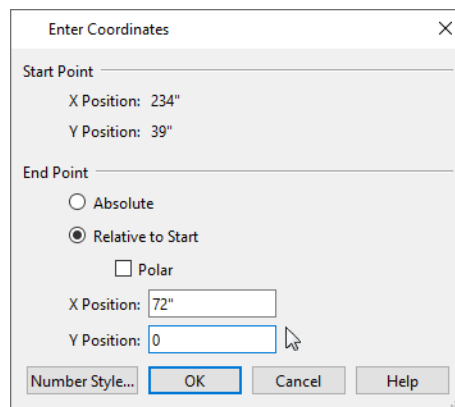 Enter Coordinates
Start Point
X Position: 234"
Y Position: 39"
End Point
Absolute
Relative to Start
Polar
X Position: 72"
Y Position: 0
Number Style... OK Cancel Help